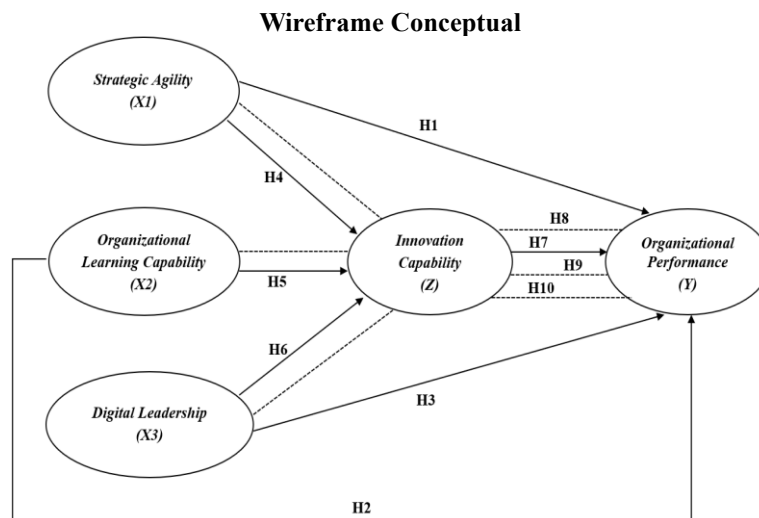 Wireframe Conceptual
Strategic Agility
(X1)
H1
H4
Organizational
Learning Capability
(X2)
H5
Innovation
Capability
(Z)
H8
H7
H9
H10
Organizational
Performance
(Y)
H6
Digital Leadership
(X3)
H3
H2